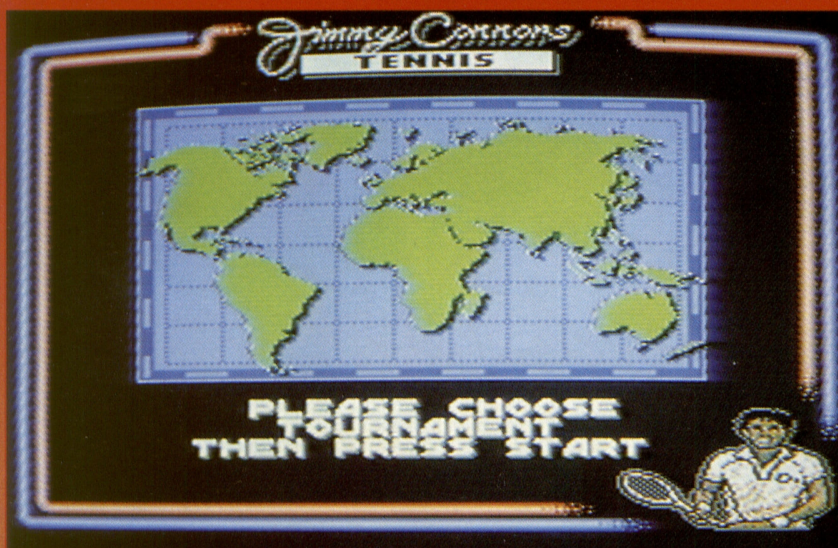 Jimmy Connors
TENNIS
PLEASE CHOOSE
TOURNAMENT
THEN PRESS START